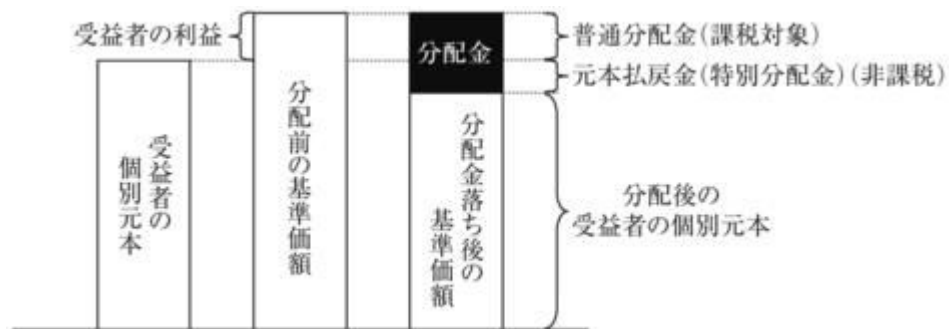 受益者の利益
分配金
普通分配金(課税対象)
元本払戻金(特別分配金)(非課税)
受益者の
個別元本
分配前の基準価額
分配金落ち後の
基準価額
分配後の
受益者の個別元本